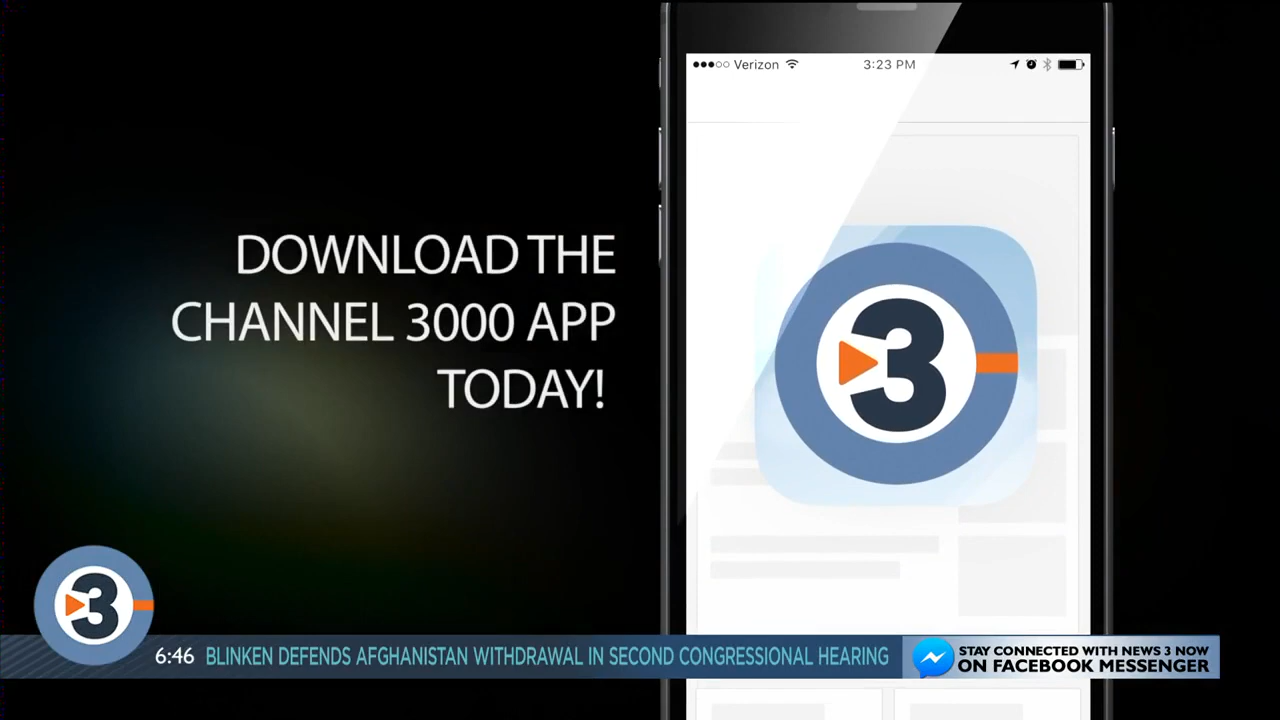 Verizon 3:23 PM
DOWNLOAD THE
CHANNEL 3000 APP
TODAY!
3
3
6:46 BLINKEN DEFENDS AFGHANISTAN WITHDRAWAL IN SECOND CONGRESSIONAL HEARING
STAY CONNECTED WITH NEWS 3 NOW
ON FACEBOOK MESSENGER